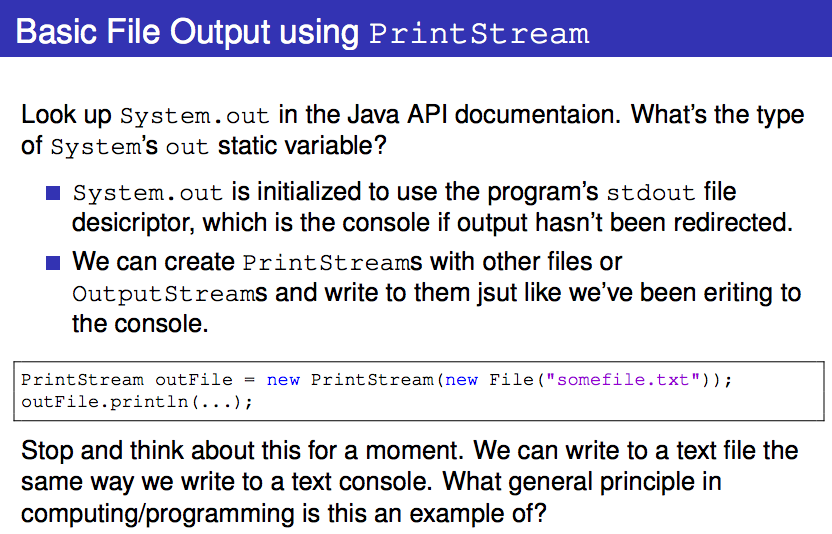 Basic File Output using PrintStream
Look up System.out in the Java API documentaion. What's the type
of System's out static variable?
System.out is initialized to use the program's stdout file
desicriptor, which is the console if output hasn't been redirected.
We can create PrintStreams with other files or
OutputStreams and write to them jsut like we've been eriting to
the console.
PrintStream outFile = new PrintStream(new File("somefile.txt"));
outFile.println(...);
Stop and think about this for a moment. We can write to a text file the
same way we write to a text console. What general principle in
computing/programming is this an example of?